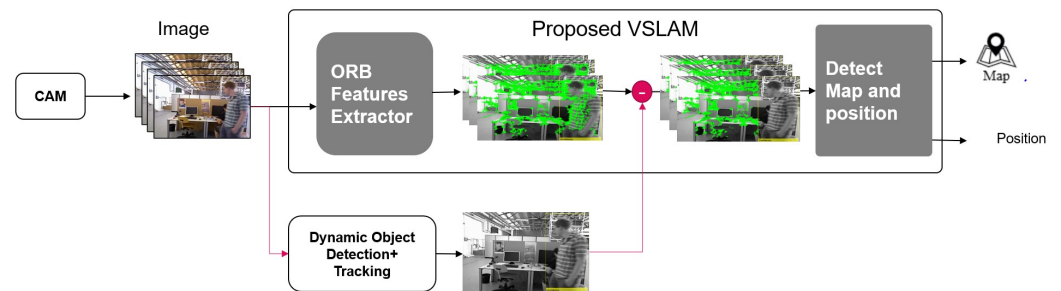 Image
Proposed VSLAM
CAM
ORB
Features
Extractor
-
Detect
Map and
position
Map
Position
Dynamic Object
Detection+
Tracking